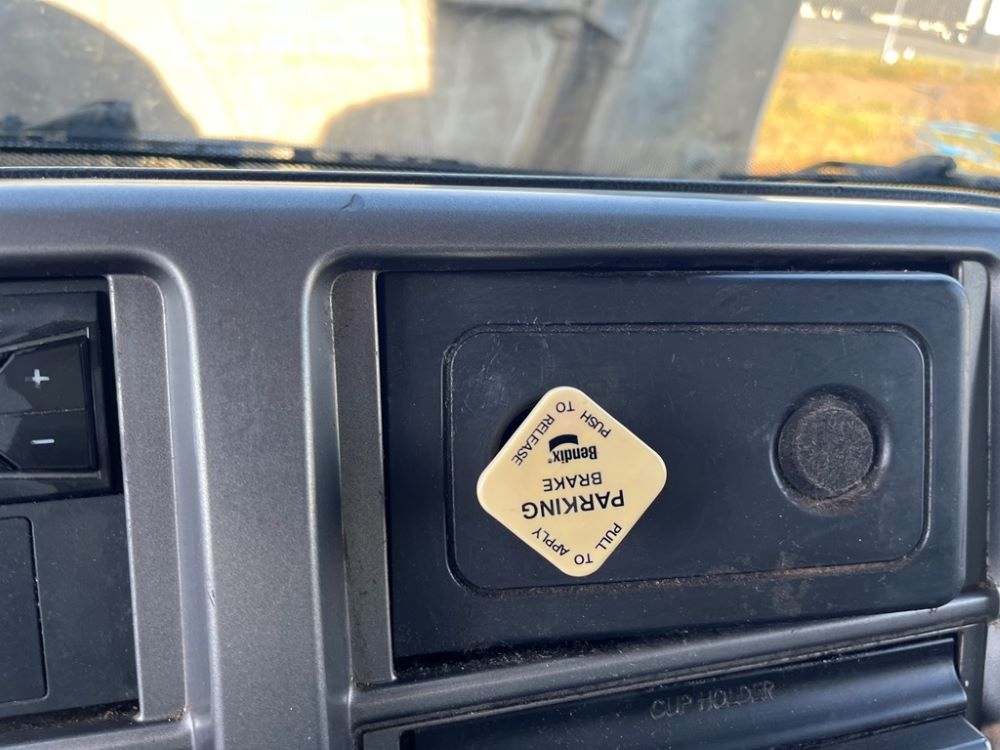 +
-
PUSH TO RELEASE
Bendix®
BRAKE
PARKING
PULL TO APPLY
CUP HOLDER